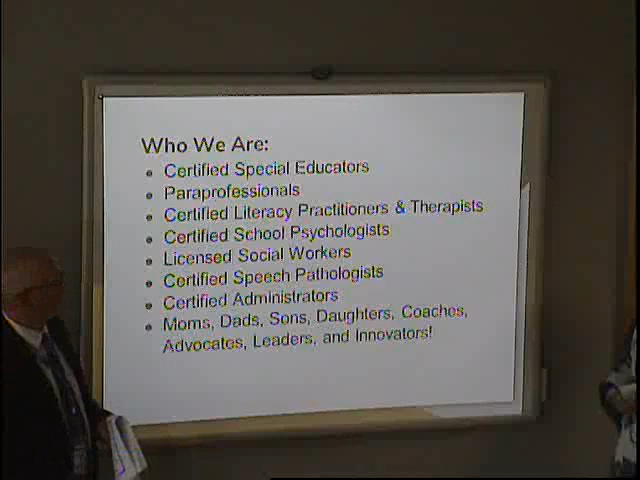 Who We Are:
• Certified Special Educators
• Paraprofessionals
• Certified Literacy Practitioners & Therapists
• Certified School Psychologists
• Licensed Social Workers
• Certified Speech Pathologists
• Certified Administrators
• Moms, Dads, Sons, Daughters, Coaches,
Advocates, Leaders, and Innovators!